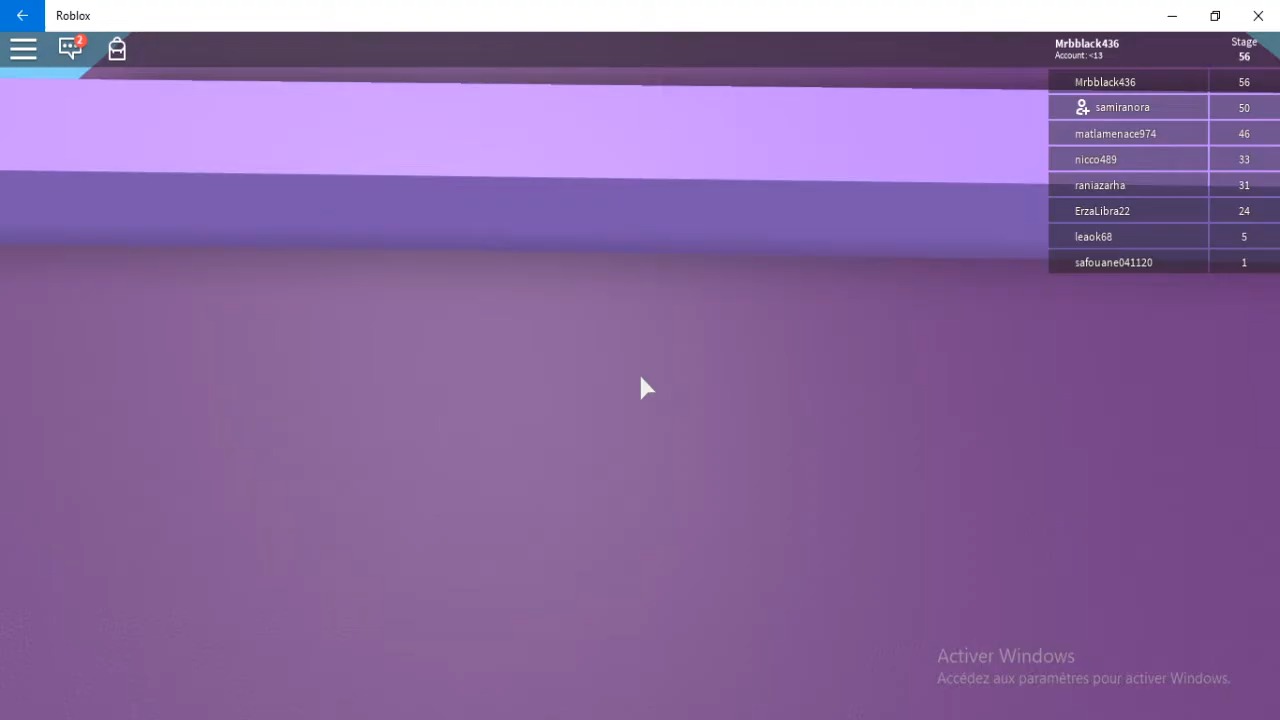 Roblox
2
Mrbblack436
Account: <13
Stage
56
Mrbblack436 56
samiranora 50
matlamenace974 46
nicco489 33
raniazarha 31
ErzaLibra22 24
leaok68 5
safouane041120 1
Activer Windows
Accédez aux paramètres pour activer Windows.